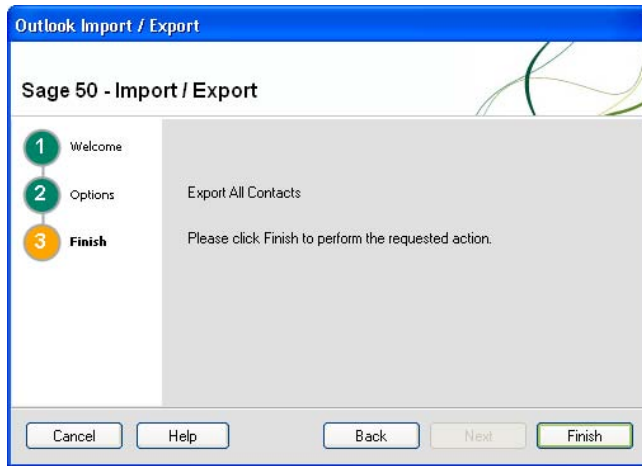 Outlook Import / Export
Sage 50 - Import / Export
1 Welcome
2 Options
3 Finish
Export All Contacts
Please click Finish to perform the requested action.
Cancel Help Back Next Finish